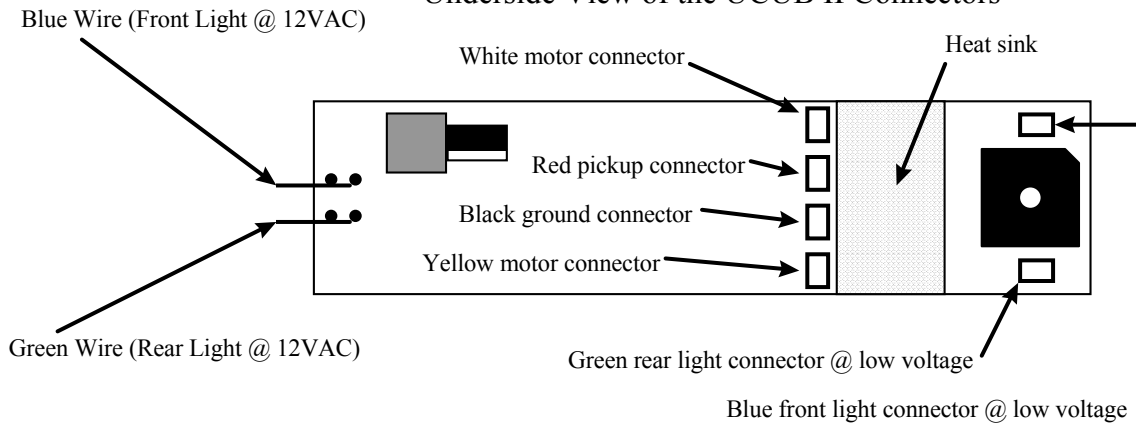 Underside View of the UCUB II Connectors
Blue Wire (Front Light @ 12VAC)
Heat sink
White motor connector
Red pickup connector
Black ground connector
Yellow motor connector
Green Wire (Rear Light @ 12VAC)
Green rear light connector @ low voltage
Blue front light connector @ low voltage